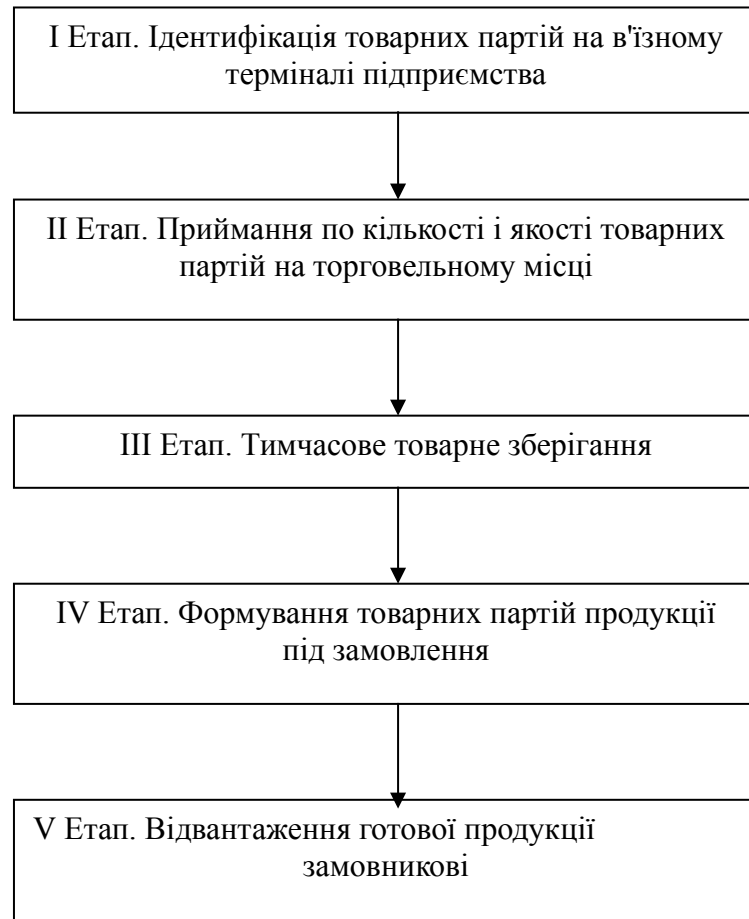 І Етап. Ідентифікація товарних партій на в'їзному
терміналі підприємства
ІІ Етап. Приймання по кількості і якості товарних
партій на торговельному місці
ІІІ Етап. Тимчасове товарне зберігання
IV Етап. Формування товарних партій продукції
під замовлення
V Етап. Відвантаження готової продукції
замовникові